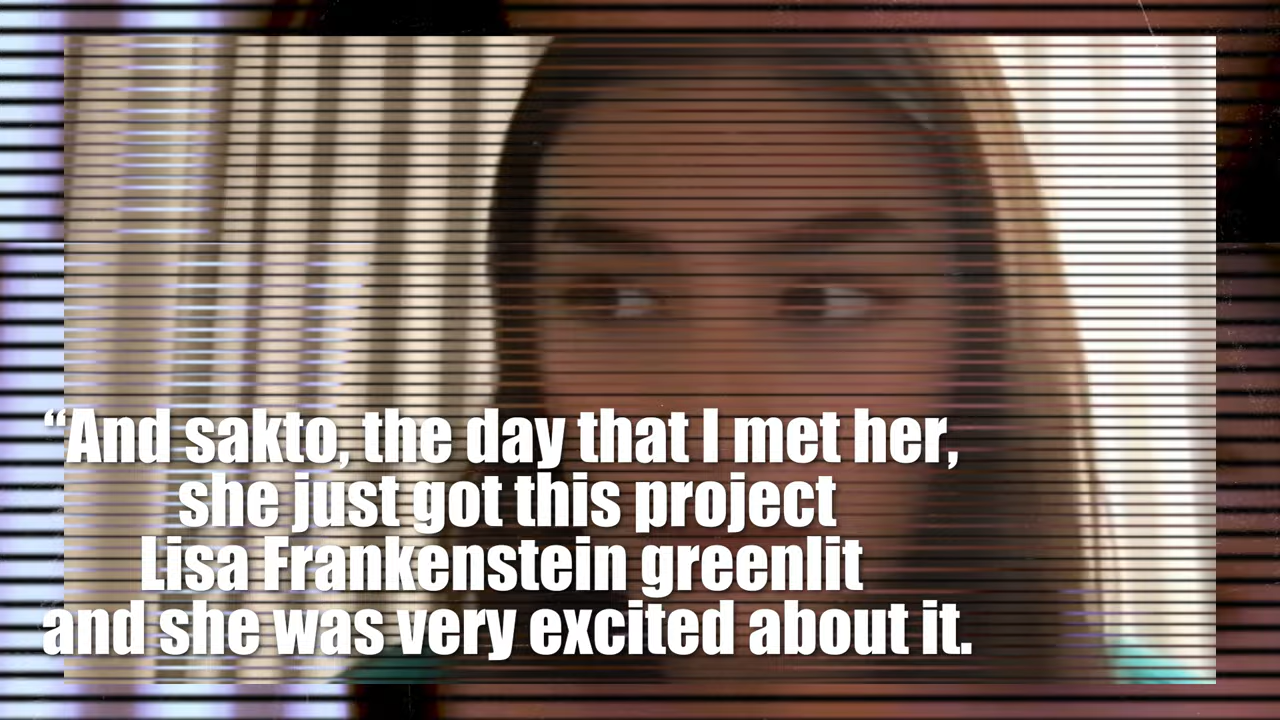 “And sakto, the day that I met her,
she just got this project
Lisa Frankenstein greenlit
and she was very excited about it.